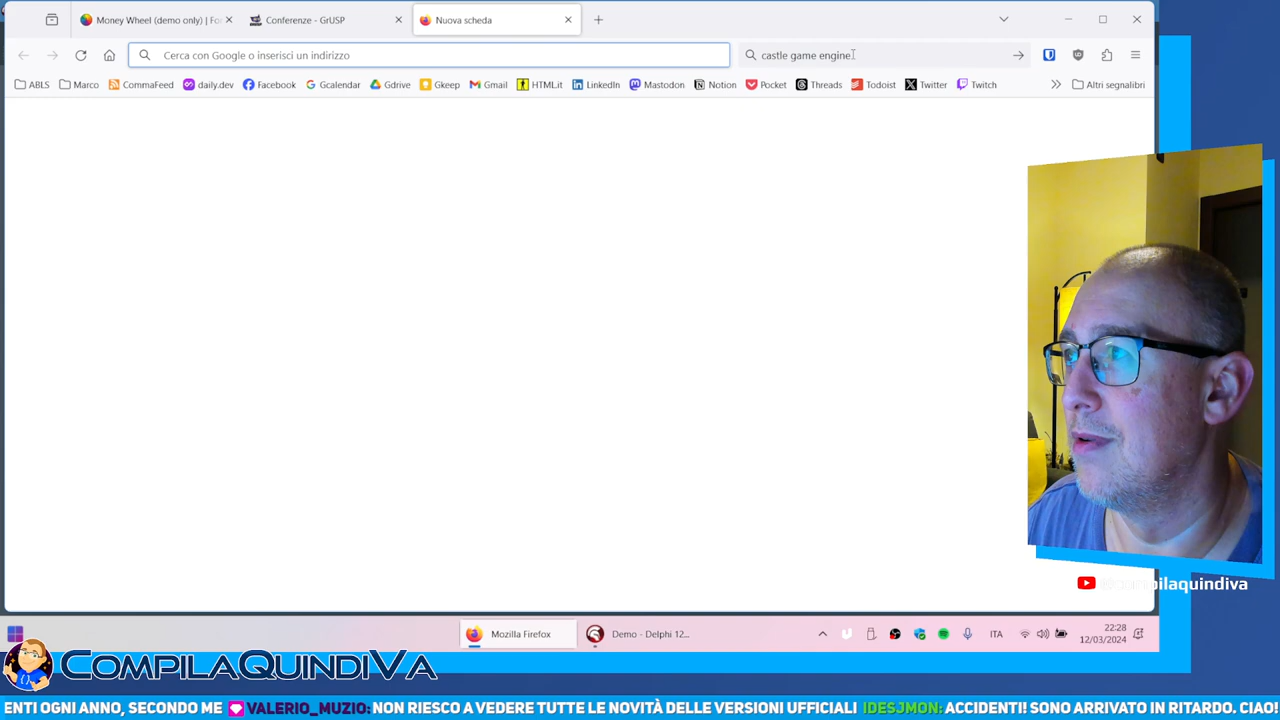 Money Wheel (demo only) | Fo
Conferenze - GrUSP
Nuova scheda
Cerca con Google o inserisci un indirizzo
castle game engine
ABLS
Marco
CommaFeed
daily.dev
Facebook
Gcalendar
Gdrive
Gkeep
Gmail
HTML.it
LinkedIn
Mastodon
Notion
Pocket
Threads
Todoist
Twitter
Twitch
Altri segnalibri
@compilaquindiva
Mozilla Firefox
Demo - Delphi 12...
ITA
22:28
12/03/2024
CompilaQuindiVa
ENTI OGNI ANNO, SECONDO ME VALERIO_MUZIO: NON RIESCO A VEDERE TUTTE LE NOVITÀ DELLE VERSIONI UFFICIALI IDESJMON: ACCIDENTI! SONO ARRIVATO IN RITARDO. CIAO!